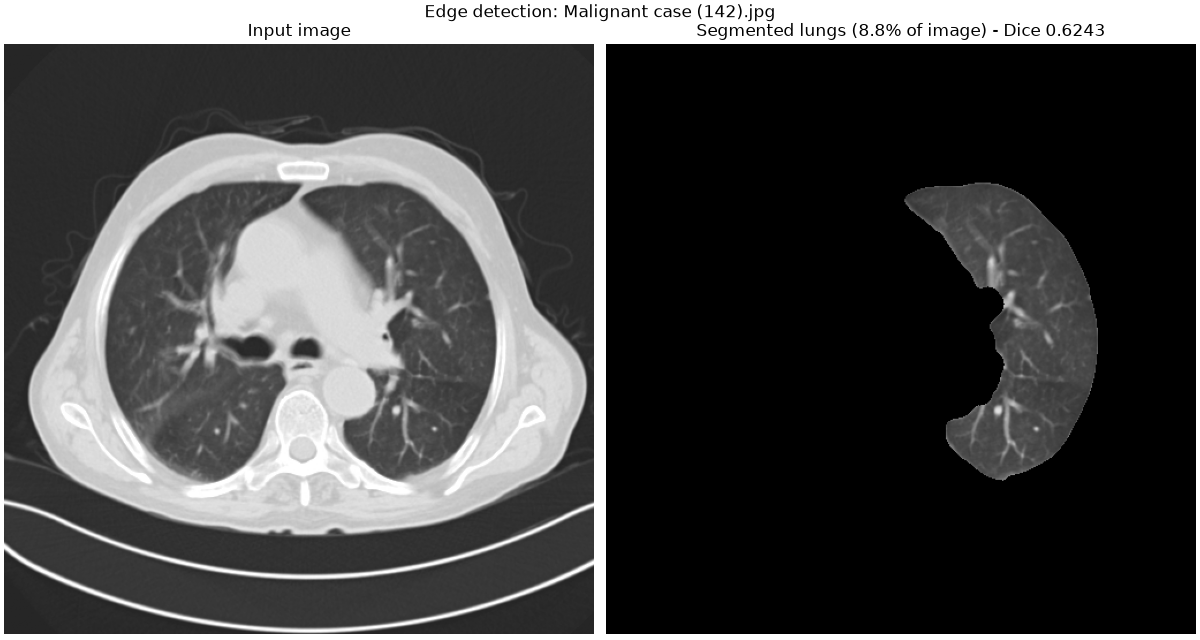 Edge detection: Malignant case (142).jpg
Input image
Segmented lungs (8.8% of image) - Dice 0.6243